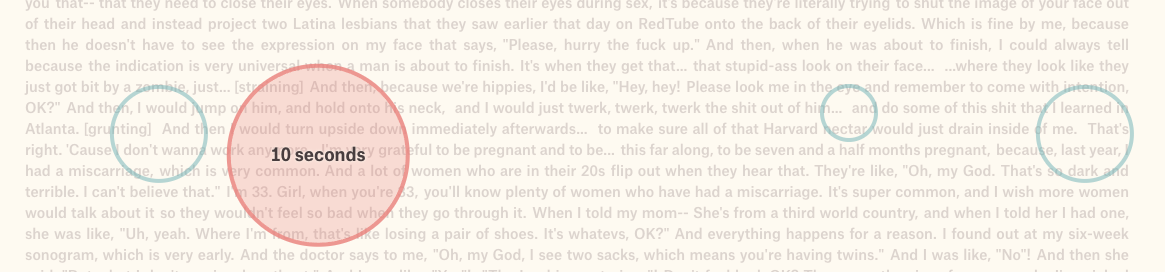 you that-- that they need to close their eyes. When somebody closes their eyes during sex, it's because they're literally trying to shut the image of your face out
of their head and instead project two Latina lesbians that they saw earlier that day on RedTube onto the back of their eyelids. Which is fine by me, because
then he doesn't have to see the expression on my face that says, "Please, hurry the fuck up." And then, when he was about to finish, I could always tell
because the indication is very universal when a man is about to finish. It's when they get that... that stupid-ass look on their face... ...where they look like they
just got bit by a zombie, just... [straining] And then, because we're hippies, I'd be like, "Hey, hey! Please look me in the eye and remember to come with intention,
OK?" And then, I would jump on him, and hold onto his neck, and I would just twerk, twerk, twerk the shit out of him... and do some of this shit that I learned in
Atlanta. [grunting] And then I would turn upside down immediately afterwards... to make sure all of that Harvard nectar would just drain inside of me. That's
right. 'Cause I don't wanna work anymore. I'm very grateful to be pregnant and to be... this far along, to be seven and a half months pregnant, because, last year, I
had a miscarriage, which is very common. And a lot of women who are in their 20s flip out when they hear that. They're like, "Oh, my God. That's so dark and
terrible. I can't believe that." I'm 33. Girl, when you're 33, you'll know plenty of women who have had a miscarriage. It's super common, and I wish more women
would talk about it so they wouldn't feel so bad when they go through it. When I told my mom-- She's from a third world country, and when I told her I had one,
she was like, "Uh, yeah. Where I'm from, that's like losing a pair of shoes. It's whatevs, OK?" And everything happens for a reason. I found out at my six-week
sonogram, which is very early. And the doctor says to me, "Oh, my God, I see two sacks, which means you're having twins." And I was like, "No"! And then she
10 seconds